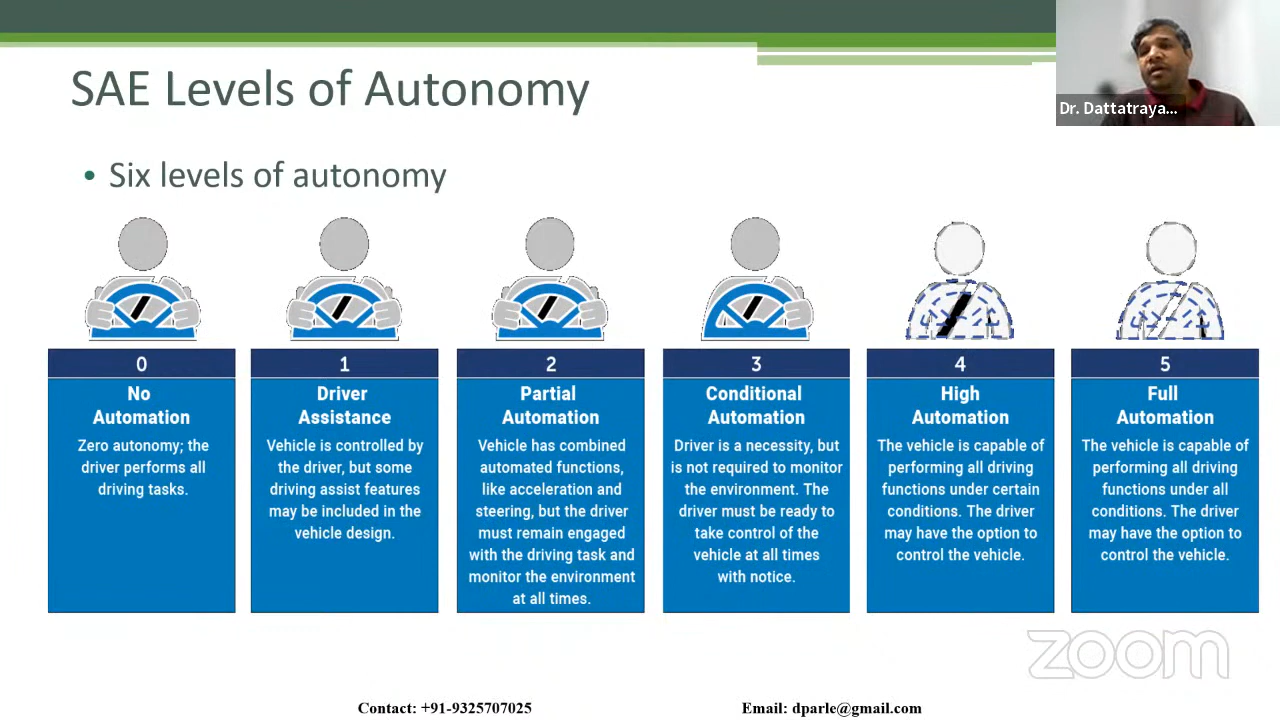 SAE Levels of Autonomy
Dr. Dattatraya...
• Six levels of autonomy
0
No
Automation
Zero autonomy; the
driver performs all
driving tasks.
1
Driver
Assistance
Vehicle is controlled by
the driver, but some
driving assist features
may be included in the
vehicle design.
2
Partial
Automation
Vehicle has combined
automated functions,
like acceleration and
steering, but the driver
must remain engaged
with the driving task and
monitor the environment
at all times.
3
Conditional
Automation
Driver is a necessity, but
is not required to monitor
the environment. The
driver must be ready to
take control of the
vehicle at all times
with notice.
4
High
Automation
The vehicle is capable of
performing all driving
functions under certain
conditions. The driver
may have the option to
control the vehicle.
5
Full
Automation
The vehicle is capable of
performing all driving
functions under all
conditions. The driver
may have the option to
control the vehicle.
zoom
Contact: +91-9325707025
Email: dparle@gmail.com